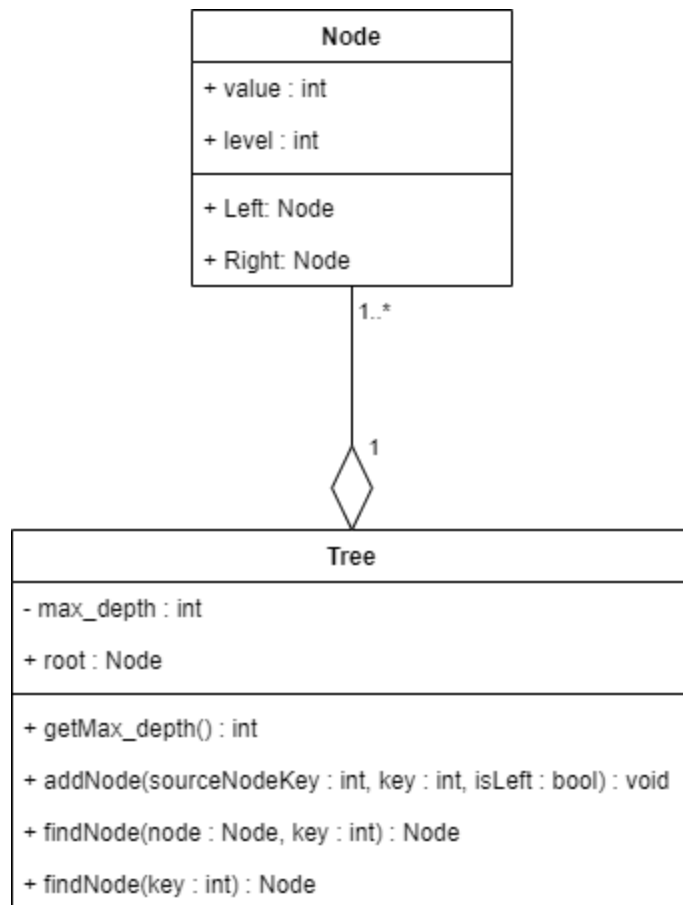 Node
+ value : int
+ level : int
+ Left: Node
+ Right: Node
1..*
1
Tree
- max_depth : int
+ root : Node
+ getMax_depth() : int
+ addNode(sourceNodeKey : int, key : int, isLeft : bool) : void
+ findNode(node : Node, key : int) : Node
+ findNode(key : int) : Node